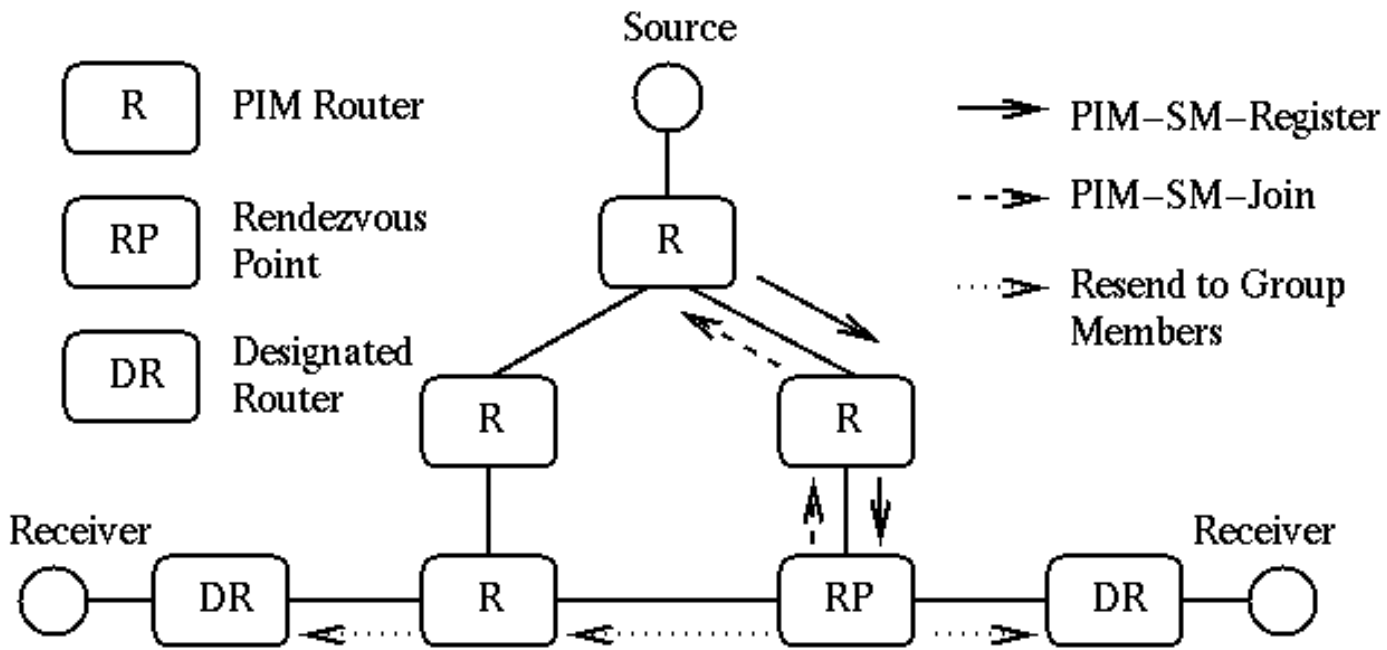 Source
R
PIM Router
PIM–SM–Register
PIM–SM–Join
RP
Rendezvous
Point
R
Resend to Group
Members
DR
Designated
Router
R
R
Receiver
Receiver
DR
R
RP
DR